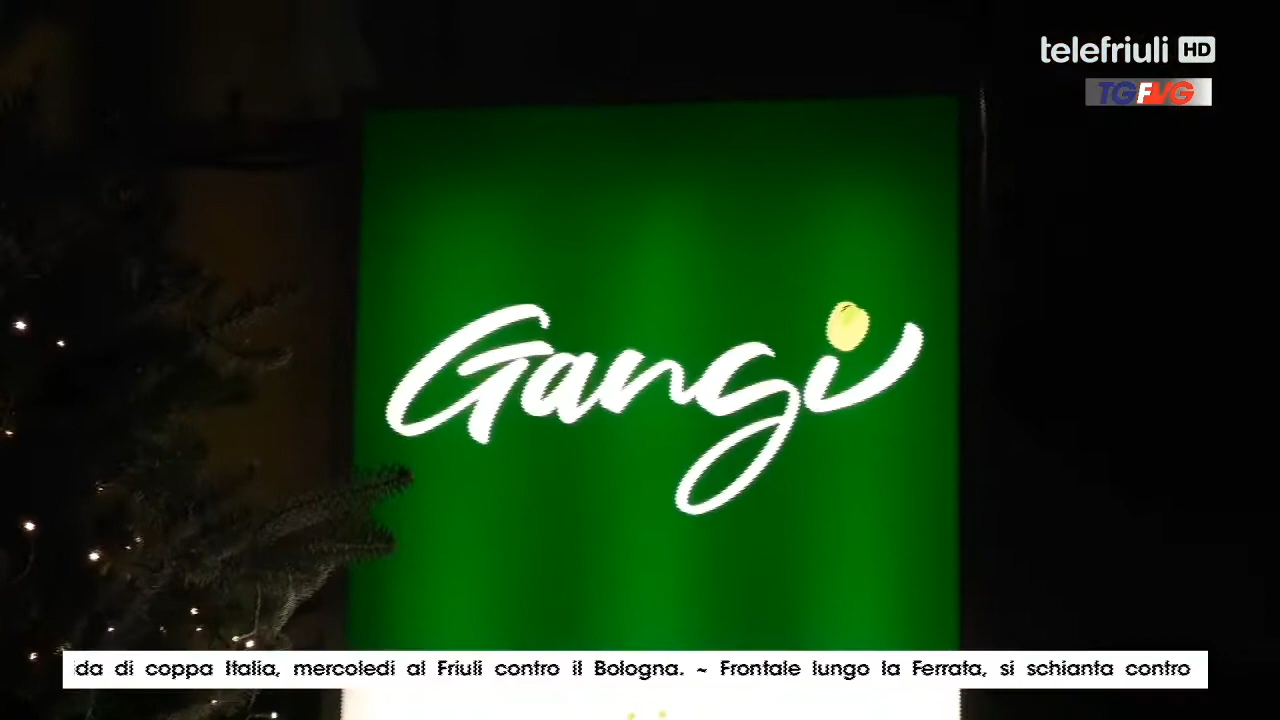 telefriuli HD
TGFVG
Gangi
da di coppa Italia, mercoledì al Friuli contro il Bologna. ~ Frontale lungo la Ferrata, si schianta contro